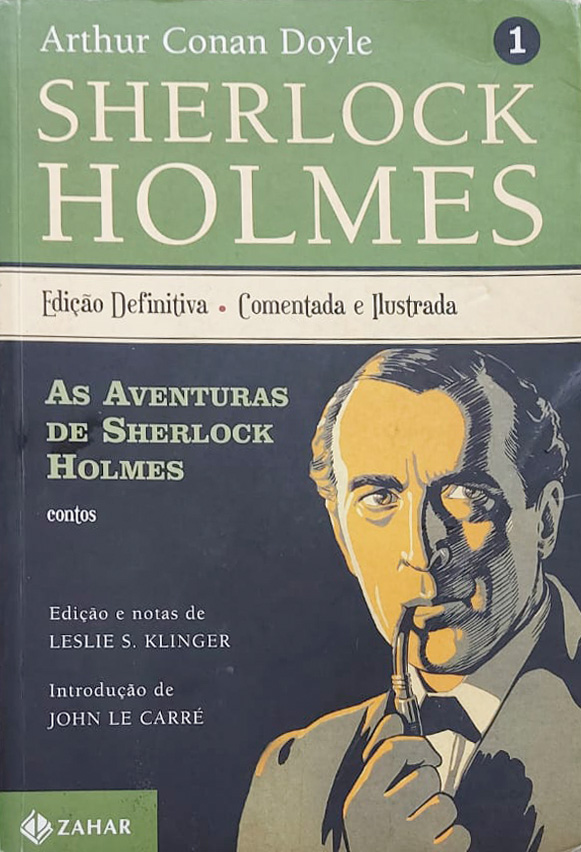 Arthur Conan Doyle
1
SHERLOCK
HOLMES
Edição Definitiva • Comentada e Ilustrada
AS AVENTURAS
DE SHERLOCK
HOLMES
contos
Edição e notas de
LESLIE S. KLINGER
Introdução de
JOHN LE CARRÉ
ZAHAR